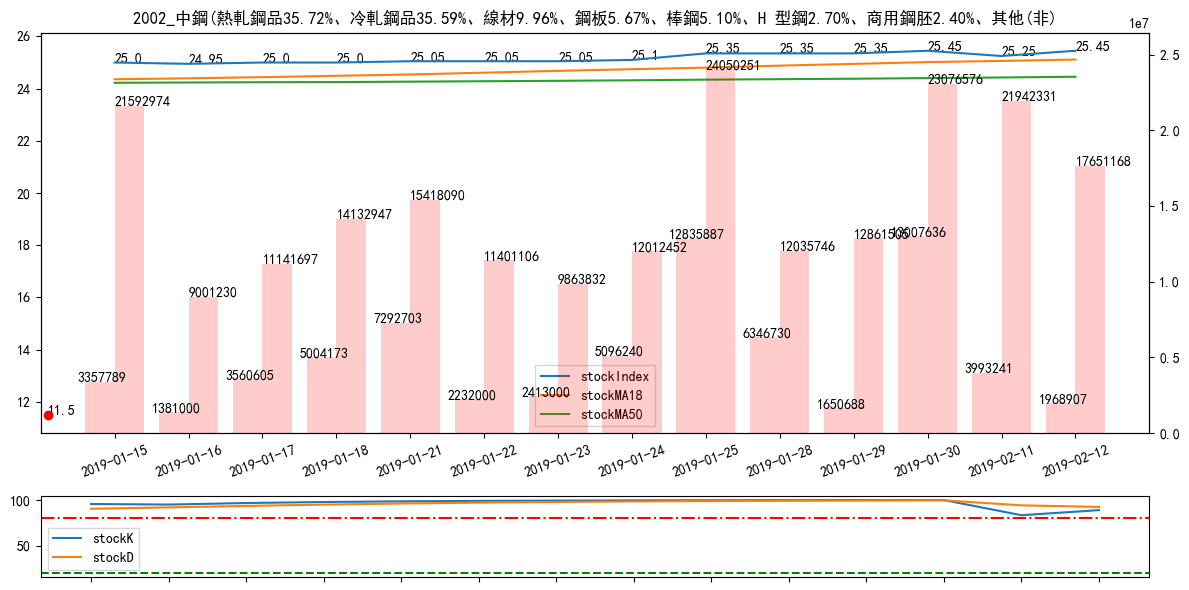 2002_中鋼(熱軋鋼品35.72%、冷軋鋼品35.59%、線材9.96%、鋼板5.67%、棒鋼5.10%、H 型鋼2.70%、商用鋼胚2.40%、其他(非)
1e7
26
24
22
20
18
16
14
12
25.0 24.95 25.0 25.0 25.05 25.05 25.05 25.1 25.35 25.35 25.35 25.45 25.25 25.45
21592974 9001230 11141697 14132947 15418090 11401106 9863832 12012452 24050251 12035746 12861505 23076576 21942331 17651168
3357789 1381000 3560605 5004173 7292703 2232000 2413000 5096240 12835887 6346730 1650688 13007636 3993241 1968907
11.5
stockIndex
stockMA18
stockMA50
2.5
2.0
1.5
1.0
0.5
0.0
2019-01-15 2019-01-16 2019-01-17 2019-01-18 2019-01-21 2019-01-22 2019-01-23 2019-01-24 2019-01-25 2019-01-28 2019-01-29 2019-01-30 2019-02-11 2019-02-12
100
50
stockK
stockD